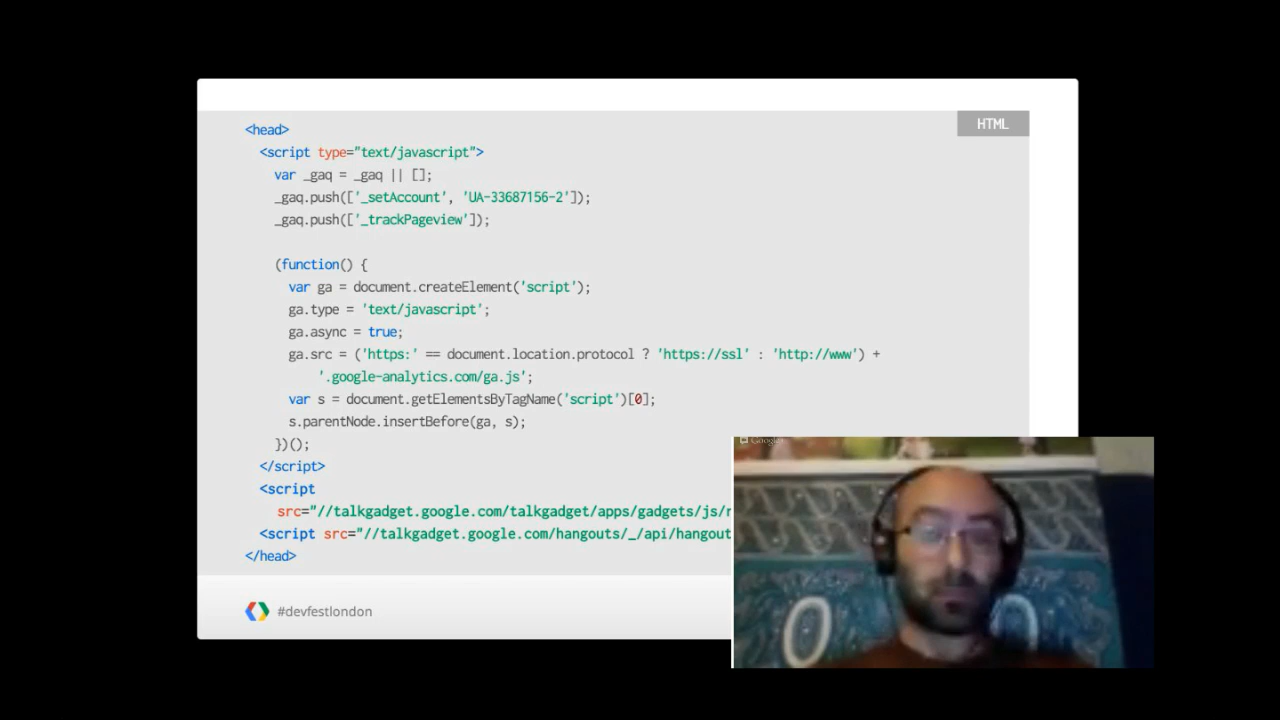 HTML
<head>
<script type="text/javascript">
var _gaq = _gaq || [];
_gaq.push(['_setAccount', 'UA-33687156-2']);
_gaq.push(['_trackPageview']);
(function() {
var ga = document.createElement('script');
ga.type = 'text/javascript';
ga.async = true;
ga.src = ('https:' == document.location.protocol ? 'https://ssl' : 'http://www') +
'.google-analytics.com/ga.js';
var s = document.getElementsByTagName('script')[0];
s.parentNode.insertBefore(ga, s);
})();
</script>
<script
src="//talkgadget.google.com/talkgadget/apps/gadgets/js/r
<script src="//talkgadget.google.com/hangouts/_/api/hangout
</head>
#devfestlondon
Google